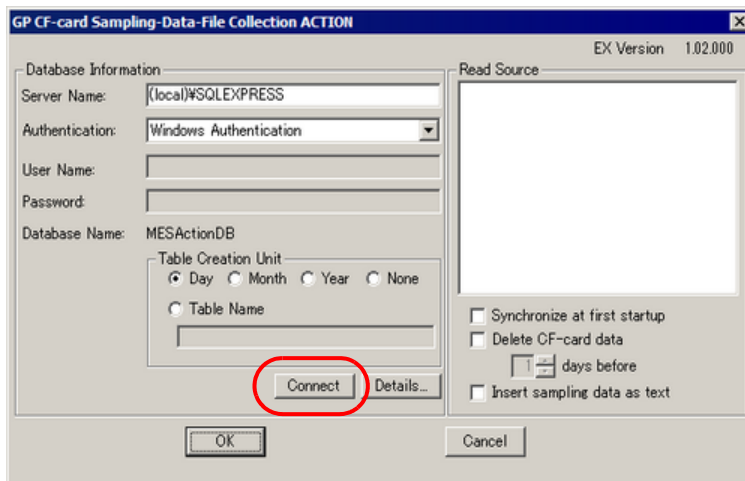 GP CF-card Sampling-Data-File Collection ACTION
EX Version 1.02.000
Database Information
Server Name: (local)¥SQLEXPRESS
Authentication: Windows Authentication
User Name:
Password:
Database Name: MESActionDB
Table Creation Unit
Day Month Year None
Table Name
Connect Details...
Read Source
Synchronize at first startup
Delete CF-card data
1 days before
Insert sampling data as text
OK Cancel